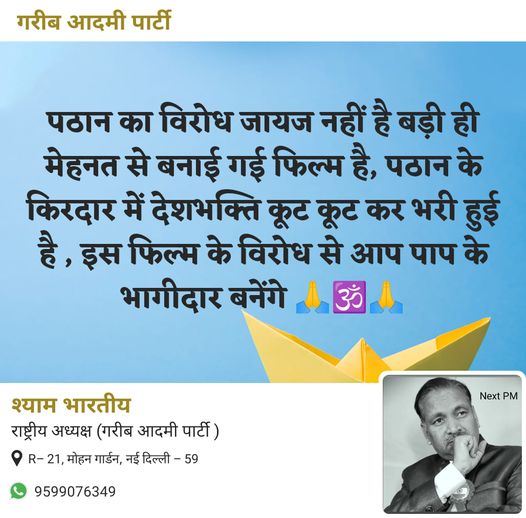 गरीब आदमी पार्टी
पठान का विरोध जायज नहीं है बड़ी ही
मेहनत से बनाई गई फिल्म है, पठान के
किरदार में देशभक्ति कूट कूट कर भरी हुई
है , इस फिल्म के विरोध से आप पाप के
भागीदार बनेंगे 🙏🕉️🙏
Next PM
श्याम भारतीय
राष्ट्रीय अध्यक्ष (गरीब आदमी पार्टी )
R– 21, मोहन गार्डन, नई दिल्ली – 59
9599076349